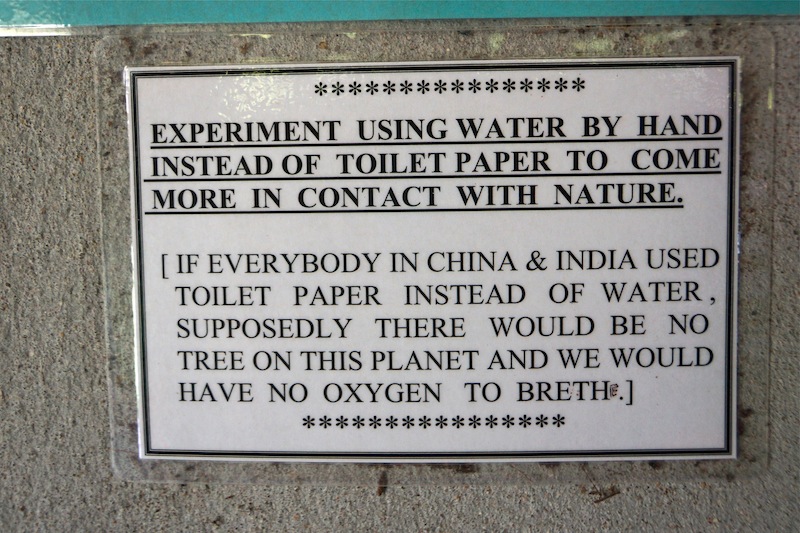 ****************
EXPERIMENT USING WATER BY HAND
INSTEAD OF TOILET PAPER TO COME
MORE IN CONTACT WITH NATURE.
[ IF EVERYBODY IN CHINA & INDIA USED
TOILET PAPER INSTEAD OF WATER ,
SUPPOSEDLY THERE WOULD BE NO
TREE ON THIS PLANET AND WE WOULD
HAVE NO OXYGEN TO BRETHE.]
****************